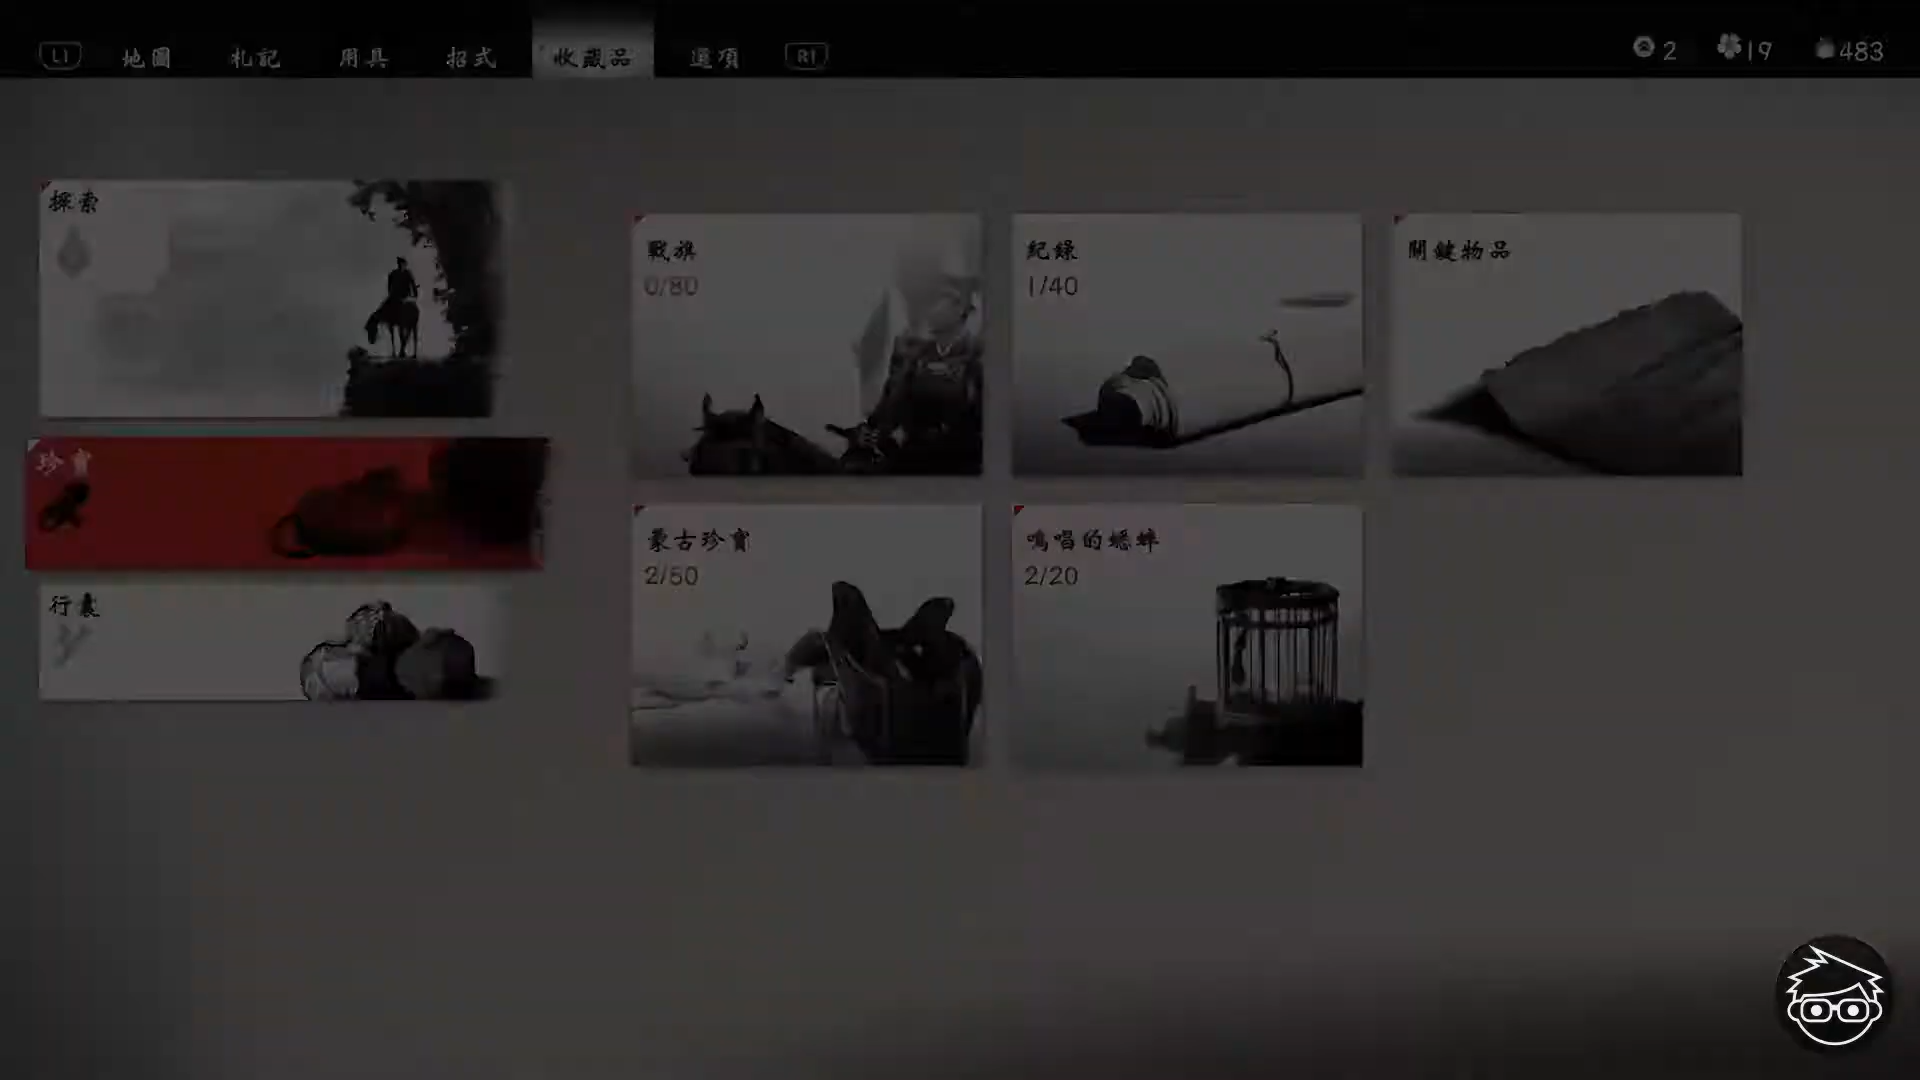 L1 地圖 札記 用具 招式 收藏品 選項 R1 2 19 483
探索
珍寶
行囊
戰旗
0/80
紀錄
1/40
關鍵物品
蒙古珍寶
2/50
鳴唱的蟋蟀
2/20